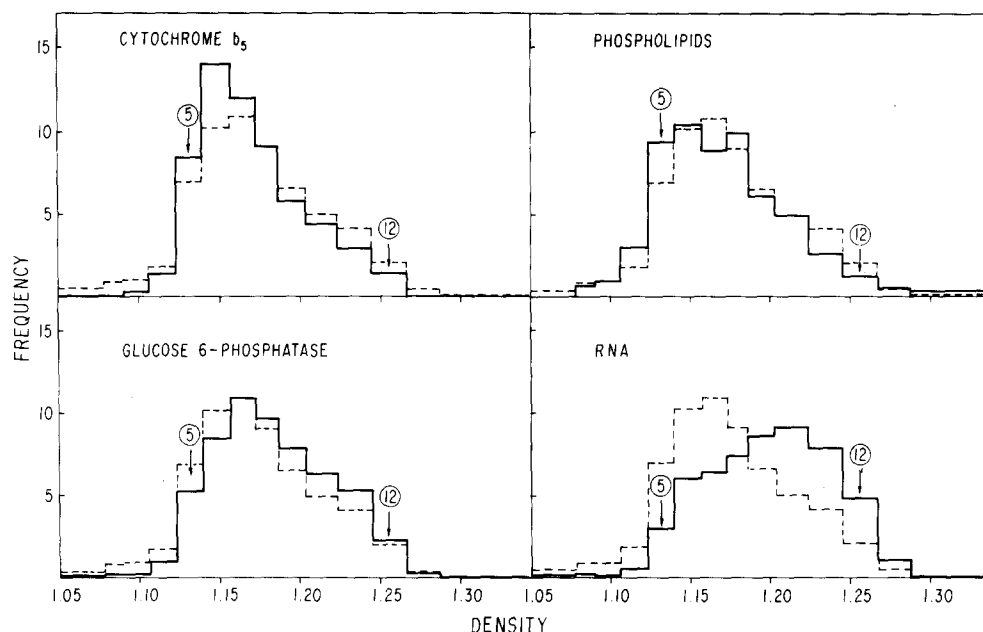 CYTOCHROME b5
PHOSPHOLIPIDS
15
10
5
5
12
5
12
FREQUENCY
GLUCOSE 6-PHOSPHATASE
RNA
15
10
5
5
12
5
12
1.05 1.10 1.15 1.20 1.25 1.30 1.05 1.10 1.15 1.20 1.25 1.30
DENSITY